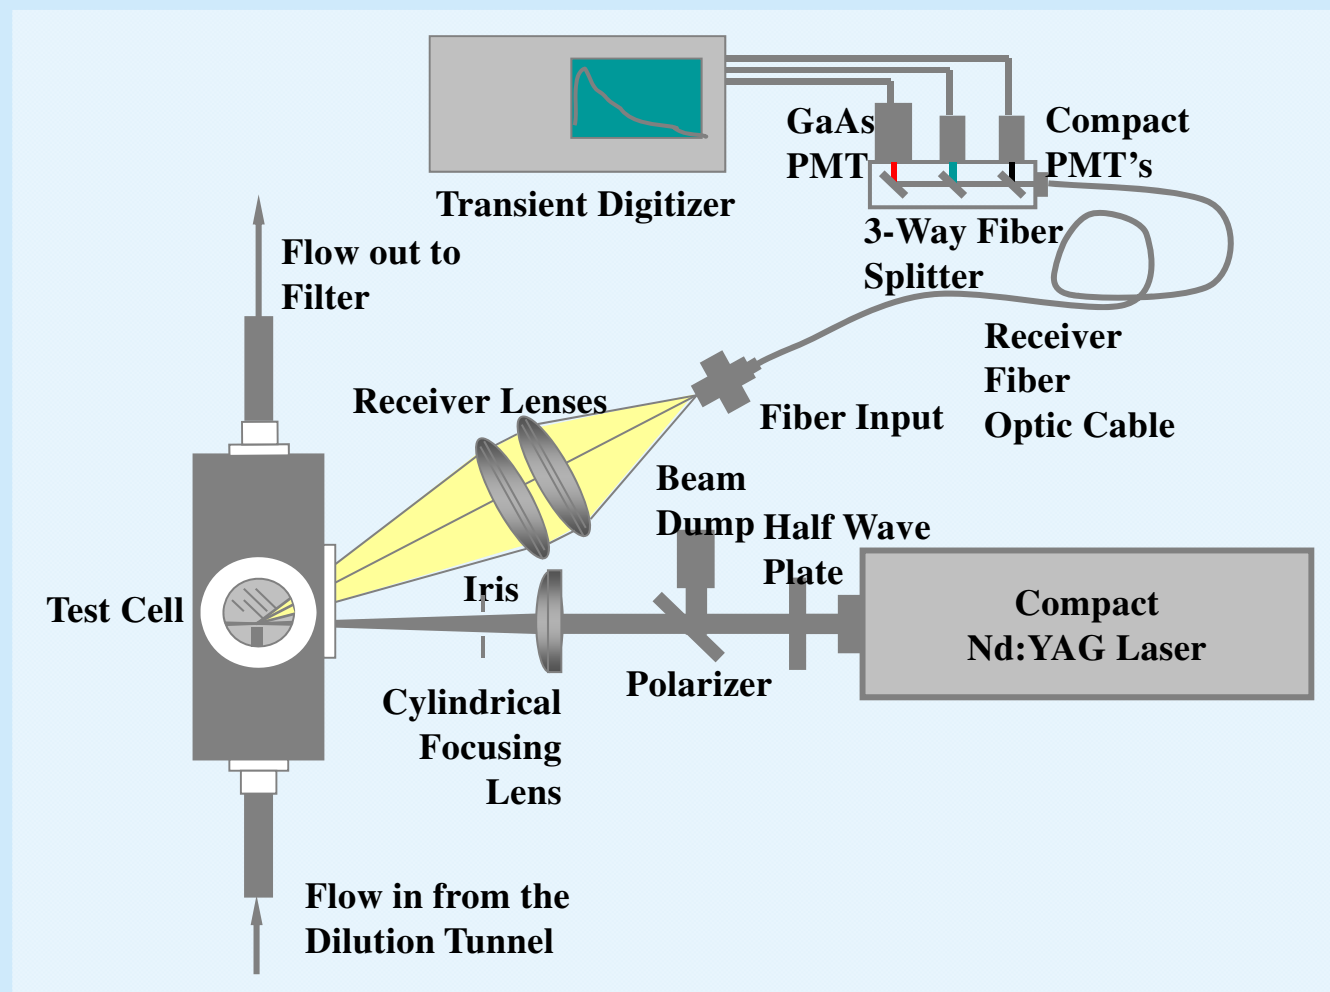 GaAs
PMT
Compact
PMT's
Transient Digitizer
3-Way Fiber
Splitter
Flow out to
Filter
Receiver
Fiber
Optic Cable
Receiver Lenses
Fiber Input
Beam
Dump
Half Wave
Plate
Iris
Test Cell
Compact
Nd:YAG Laser
Polarizer
Cylindrical
Focusing
Lens
Flow in from the
Dilution Tunnel